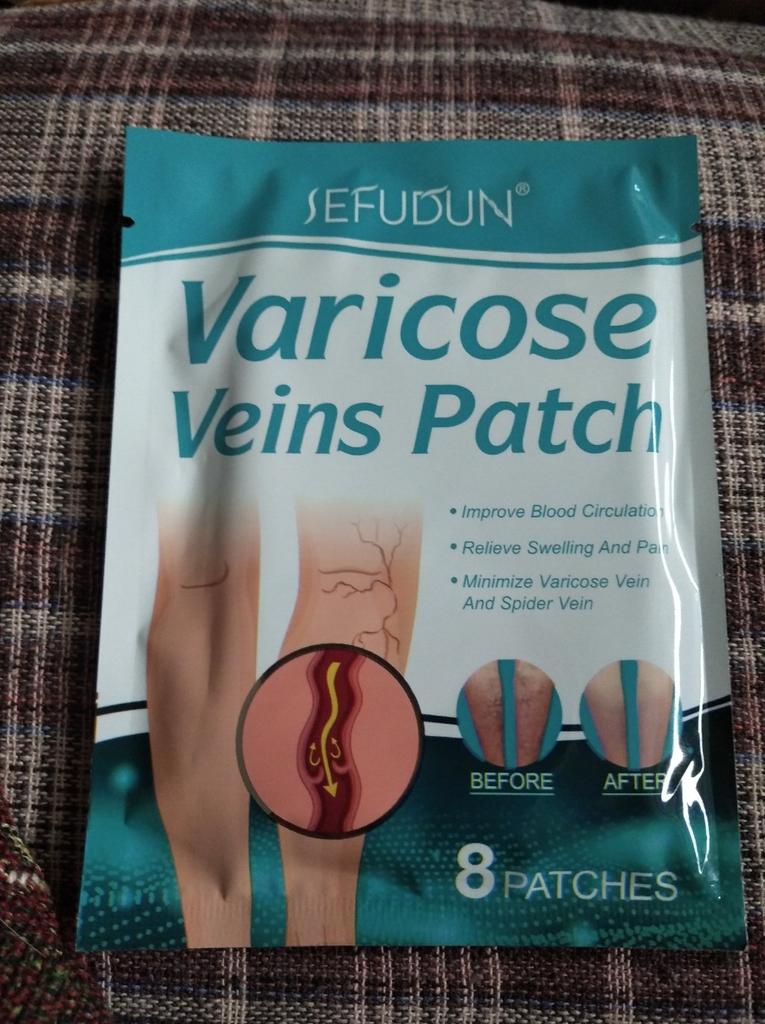 SEFUDUN®
Varicose
Veins Patch
• Improve Blood Circulation
• Relieve Swelling And Pain
• Minimize Varicose Vein
And Spider Vein
BEFORE
AFTER
8 PATCHES